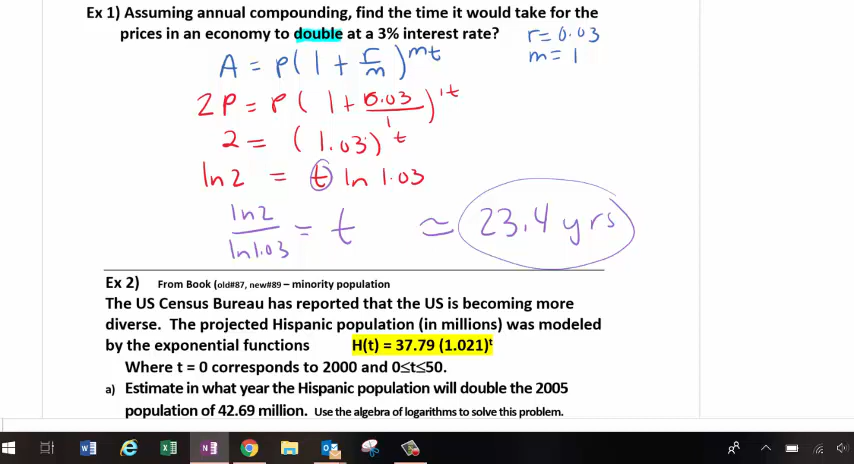 Ex 1) Assuming annual compounding, find the time it would take for the
prices in an economy to double at a 3% interest rate?
r = 0.03
m = 1
A = P(1 + r/m)^mt
2P = P(1 + 0.03/1)^1t
2 = (1.03)^t
ln2 = t ln 1.03
ln2/ln1.03 = t ≈ 23.4 yrs
Ex 2) From Book (old#87, new#89 – minority population
The US Census Bureau has reported that the US is becoming more
diverse. The projected Hispanic population (in millions) was modeled
by the exponential functions H(t) = 37.79 (1.021)^t
Where t = 0 corresponds to 2000 and 0≤t≤50.
a) Estimate in what year the Hispanic population will double the 2005
population of 42.69 million. Use the algebra of logarithms to solve this problem.